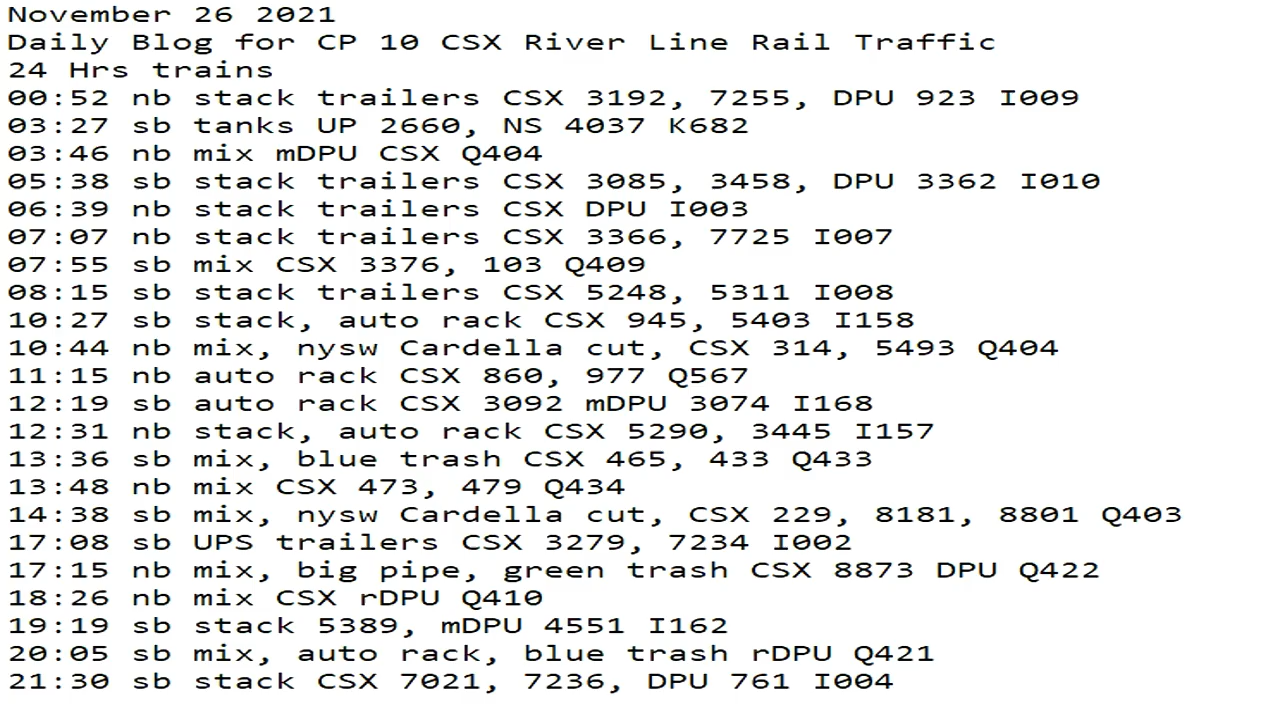 November 26 2021
Daily Blog for CP 10 CSX River Line Rail Traffic
24 Hrs trains
00:52 nb stack trailers CSX 3192, 7255, DPU 923 I009
03:27 sb tanks UP 2660, NS 4037 K682
03:46 nb mix mDPU CSX Q404
05:38 sb stack trailers CSX 3085, 3458, DPU 3362 I010
06:39 nb stack trailers CSX DPU I003
07:07 nb stack trailers CSX 3366, 7725 I007
07:55 sb mix CSX 3376, 103 Q409
08:15 sb stack trailers CSX 5248, 5311 I008
10:27 sb stack, auto rack CSX 945, 5403 I158
10:44 nb mix, nysw Cardella cut, CSX 314, 5493 Q404
11:15 nb auto rack CSX 860, 977 Q567
12:19 sb auto rack CSX 3092 mDPU 3074 I168
12:31 nb stack, auto rack CSX 5290, 3445 I157
13:36 sb mix, blue trash CSX 465, 433 Q433
13:48 nb mix CSX 473, 479 Q434
14:38 sb mix, nysw Cardella cut, CSX 229, 8181, 8801 Q403
17:08 sb UPS trailers CSX 3279, 7234 I002
17:15 nb mix, big pipe, green trash CSX 8873 DPU Q422
18:26 nb mix CSX rDPU Q410
19:19 sb stack 5389, mDPU 4551 I162
20:05 sb mix, auto rack, blue trash rDPU Q421
21:30 sb stack CSX 7021, 7236, DPU 761 I004